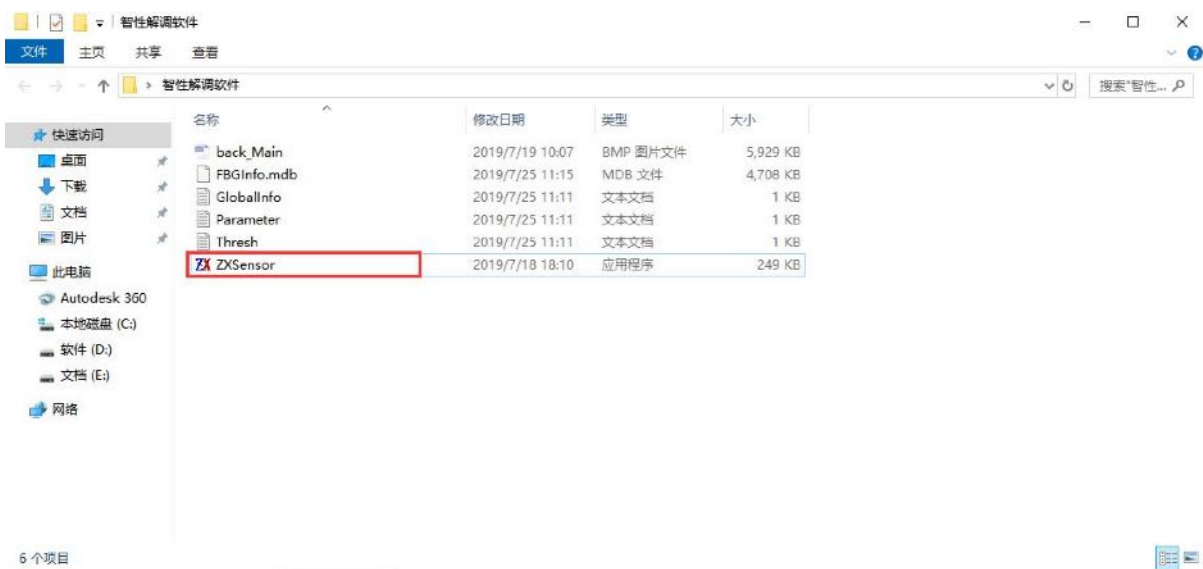 智性解调软件
文件 主页 共享 查看
智性解调软件 搜索"智性...
名称 修改日期 类型 大小
快速访问
桌面
下载
文档
图片
此电脑
Autodesk 360
本地磁盘 (C:)
软件 (D:)
文档 (E:)
网络
back_Main 2019/7/19 10:07 BMP 图片文件 5,929 KB
FBGInfo.mdb 2019/7/25 11:15 MDB 文件 4,708 KB
GlobalInfo 2019/7/25 11:11 文本文档 1 KB
Parameter 2019/7/25 11:11 文本文档 1 KB
Thresh 2019/7/25 11:11 文本文档 1 KB
ZX ZXSensor 2019/7/18 18:10 应用程序 249 KB
6 个项目